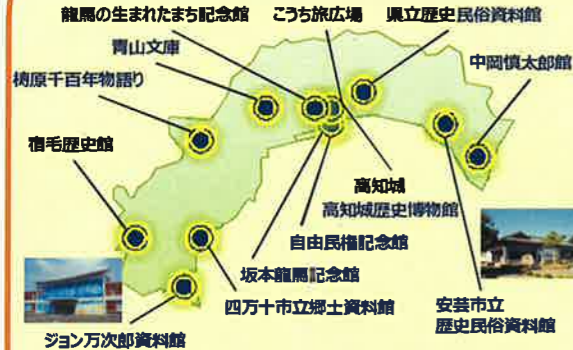 龍馬の生まれたまち記念館
こうち旅広場
県立歴史民俗資料館
青山文庫
中岡慎太郎館
梼原千百年物語り
宿毛歴史館
高知城
高知城歴史博物館
自由民権記念館
坂本龍馬記念館
四万十市立郷土資料館
安芸市立
歴史民俗資料館
ジョン万次郎資料館